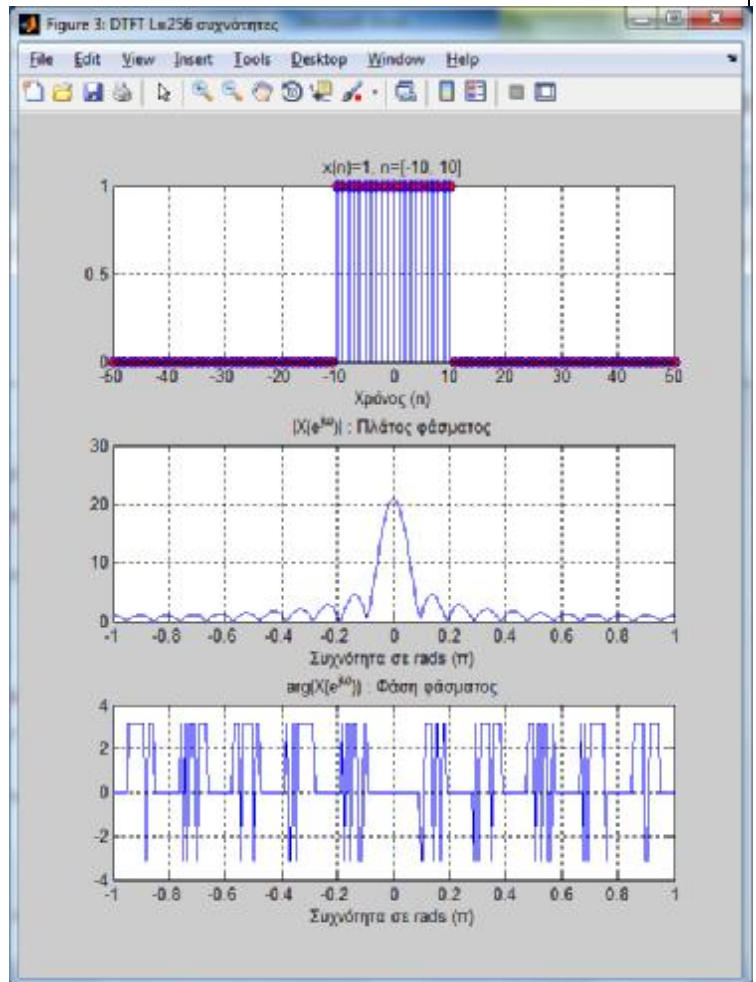 Figure 3: DTFT L=256 συχνότητες
File Edit View Insert Tools Desktop Window Help
x(n)=1, n=[-10, 10]
1
0.5
0
-50 -40 -30 -20 -10 0 10 20 30 40 50
Χρόνος (n)
|X(e^jω)| : Πλάτος φάσματος
30
20
10
0
-1 -0.8 -0.6 -0.4 -0.2 0 0.2 0.4 0.6 0.8 1
Συχνότητα σε rads (π)
arg(X(e^jω)) : Φάση φάσματος
4
2
0
-2
-4
-1 -0.8 -0.6 -0.4 -0.2 0 0.2 0.4 0.6 0.8 1
Συχνότητα σε rads (π)